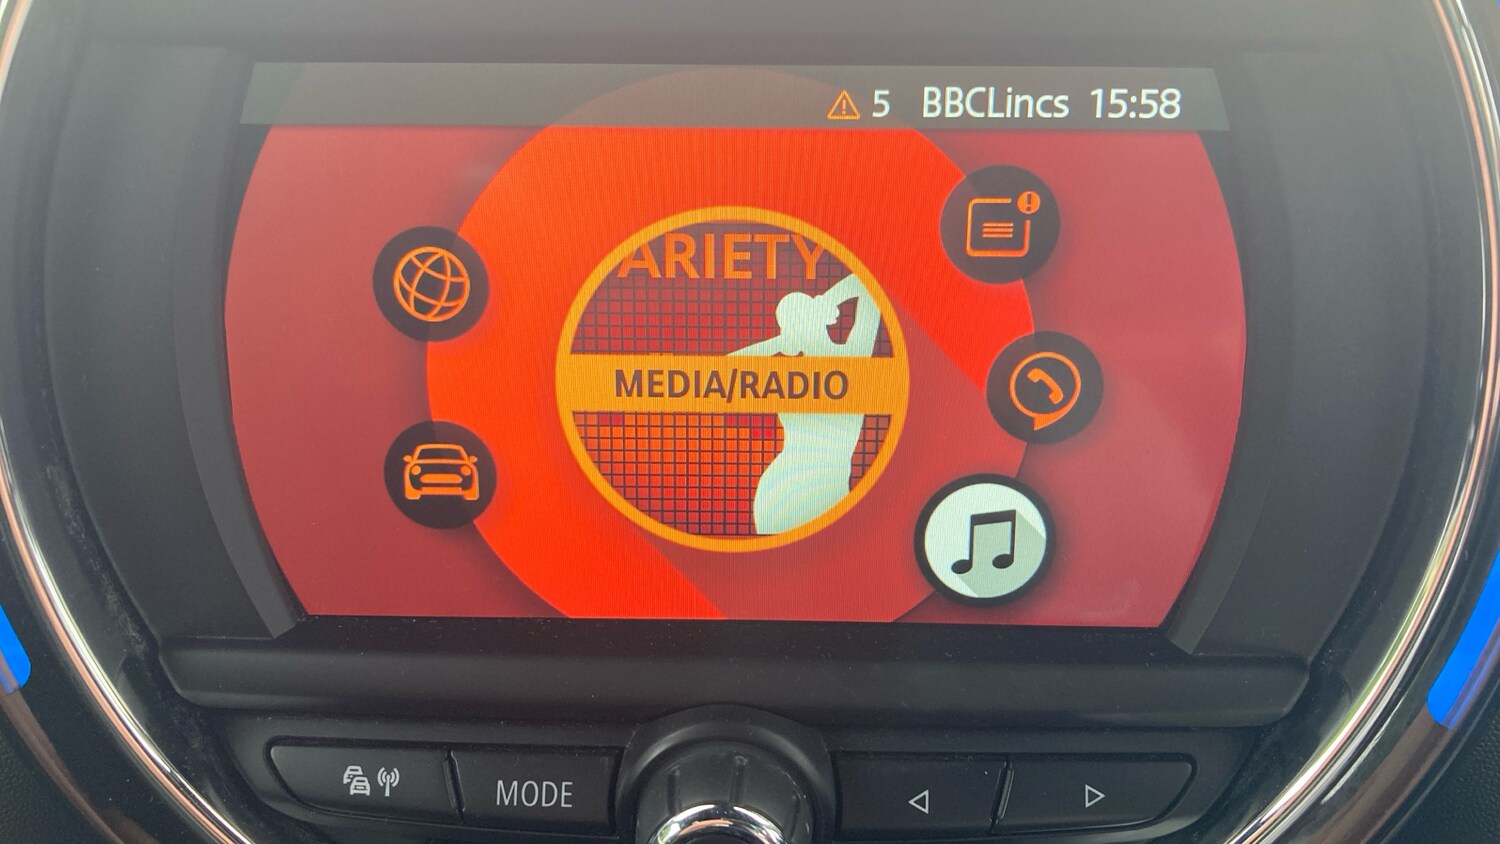 5 BBCLincs 15:58
ARIETY
MEDIA/RADIO
MODE